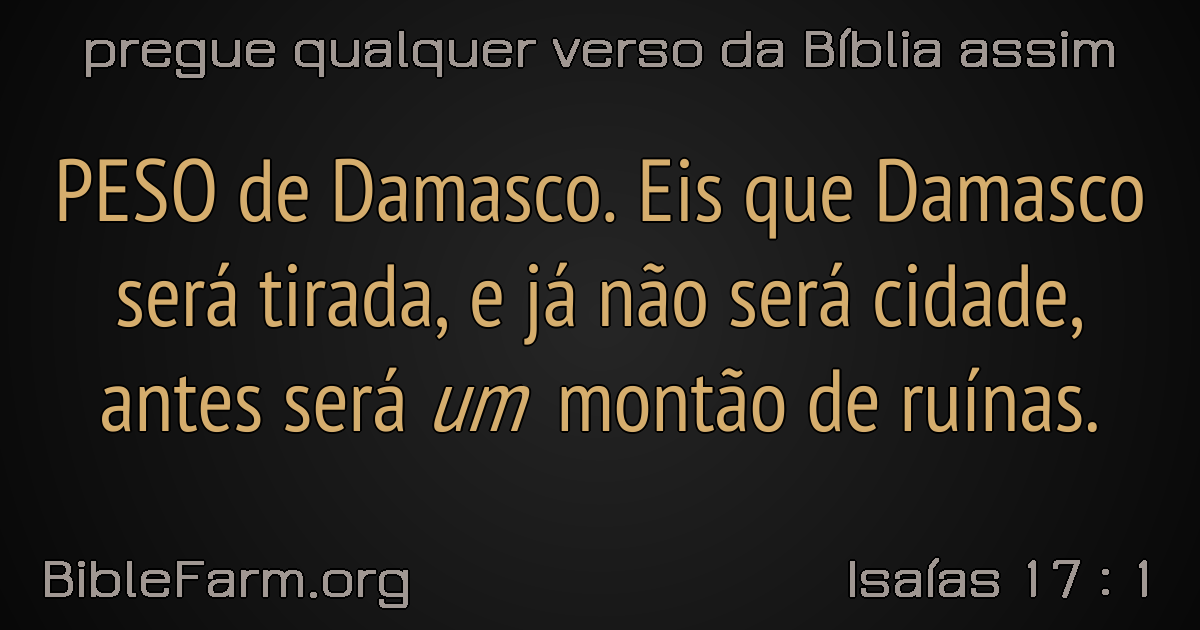 pregue qualquer verso da Bíblia assim
PESO de Damasco. Eis que Damasco
será tirada, e já não será cidade,
antes será um montão de ruínas.
BibleFarm.org
Isaías 17 : 1